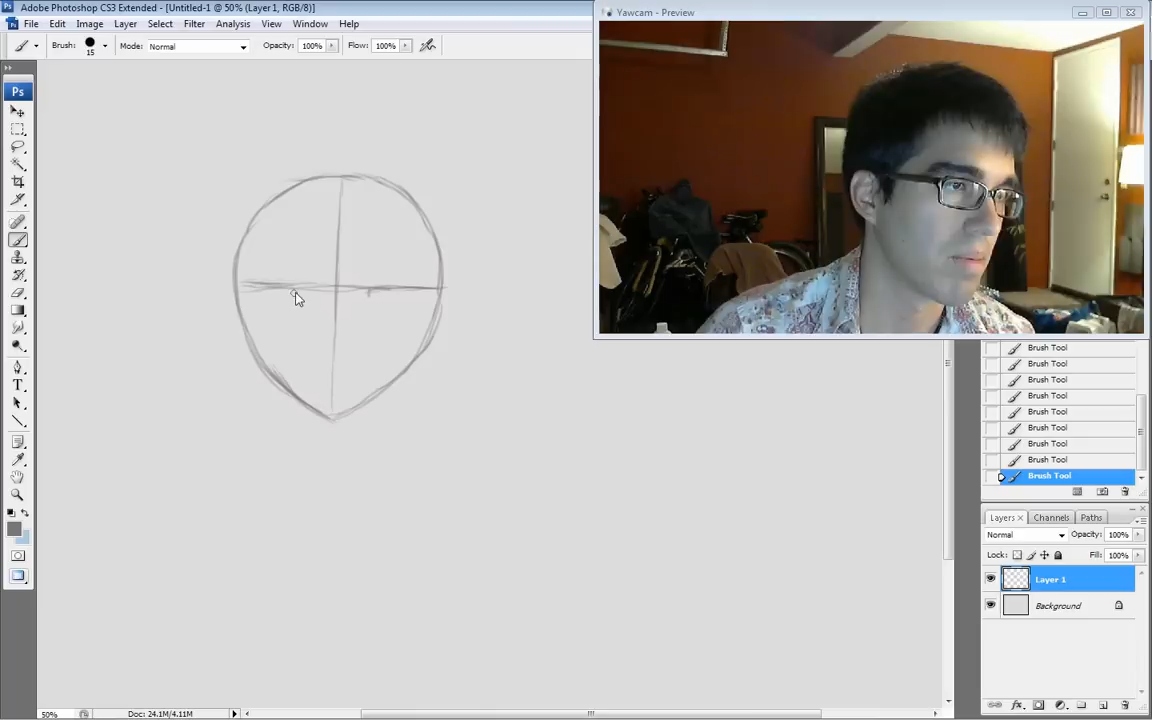 Adobe Photoshop CS3 Extended - [Untitled-1 @ 50% (Layer 1, RGB/8)]
Yawcam - Preview
File Edit Image Layer Select Filter Analysis View Window Help
Brush: 15 Mode: Normal Opacity: 100% Flow: 100%
Ps
T
Brush Tool
Brush Tool
Brush Tool
Brush Tool
Brush Tool
Brush Tool
Brush Tool
Brush Tool
Brush Tool
Layers Channels Paths
Normal Opacity: 100%
Lock: Fill: 100%
Layer 1
Background
50% Doc: 24.1M/4.11M